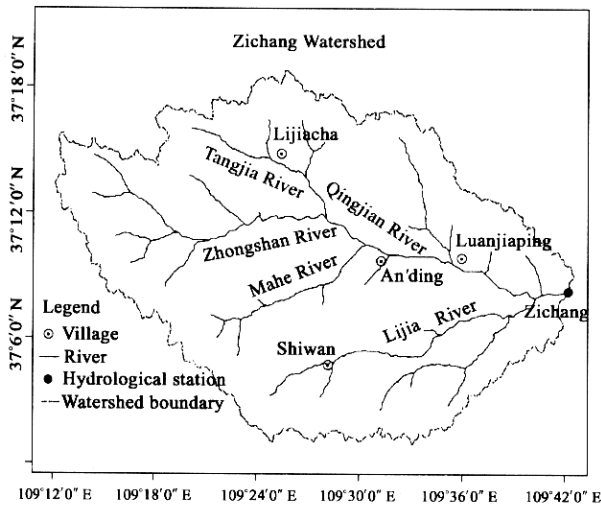 Zichang Watershed
37°18′0″ N
37°12′0″ N
37°6′0″ N
Lijiacha
Tangjia River
Qingjian River
Zhongshan River
Luanjiaping
Mahe River
An'ding
Zichang
Lijia River
Shiwan
Legend
Village
River
Hydrological station
Watershed boundary
109°12′0″ E 109°18′0″ E 109°24′0″ E 109°30′0″ E 109°36′0″ E 109°42′0″ E